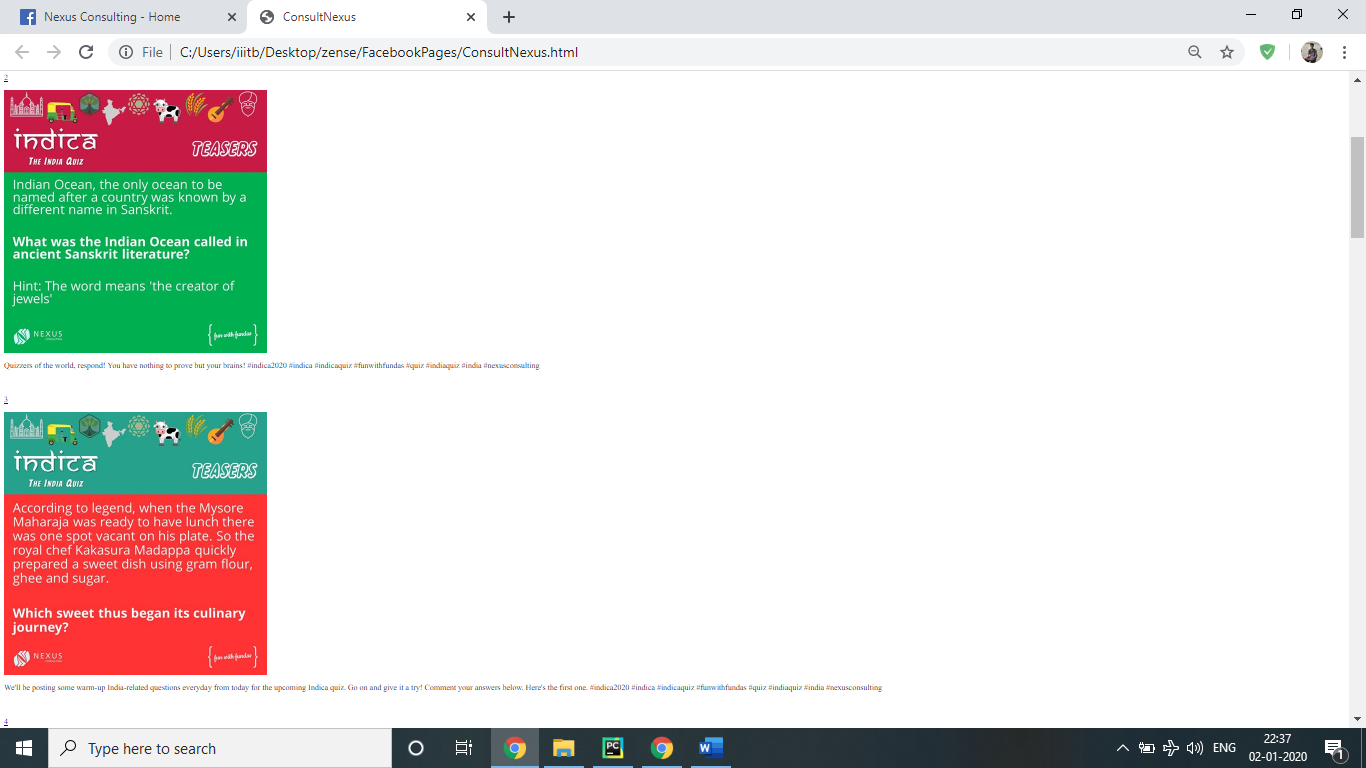 Nexus Consulting - Home
ConsultNexus
File
C:/Users/iiitb/Desktop/zense/FacebookPages/ConsultNexus.html
2
indica
THE INDIA QUIZ
TEASERS
Indian Ocean, the only ocean to be
named after a country was known by a
different name in Sanskrit.
What was the Indian Ocean called in
ancient Sanskrit literature?
Hint: The word means 'the creator of
jewels'
NEXUS
{fun with fundas}
Quizzers of the world, respond! You have nothing to prove but your brains! #indica2020 #indica #indicaquiz #funwithfundas #quiz #indiaquiz #india #nexusconsulting
3
indica
THE INDIA QUIZ
TEASERS
According to legend, when the Mysore
Maharaja was ready to have lunch there
was one spot vacant on his plate. So the
royal chef Kakasura Madappa quickly
prepared a sweet dish using gram flour,
ghee and sugar.
Which sweet thus began its culinary
journey?
NEXUS
{fun with fundas}
We'll be posting some warm-up India-related questions everyday from today for the upcoming Indica quiz. Go on and give it a try! Comment your answers below. Here's the first one. #indica2020 #indica #indicaquiz #funwithfundas #quiz #indiaquiz #india #nexusconsulting
4
Type here to search
PC
W
ENG
22:37
02-01-2020
1